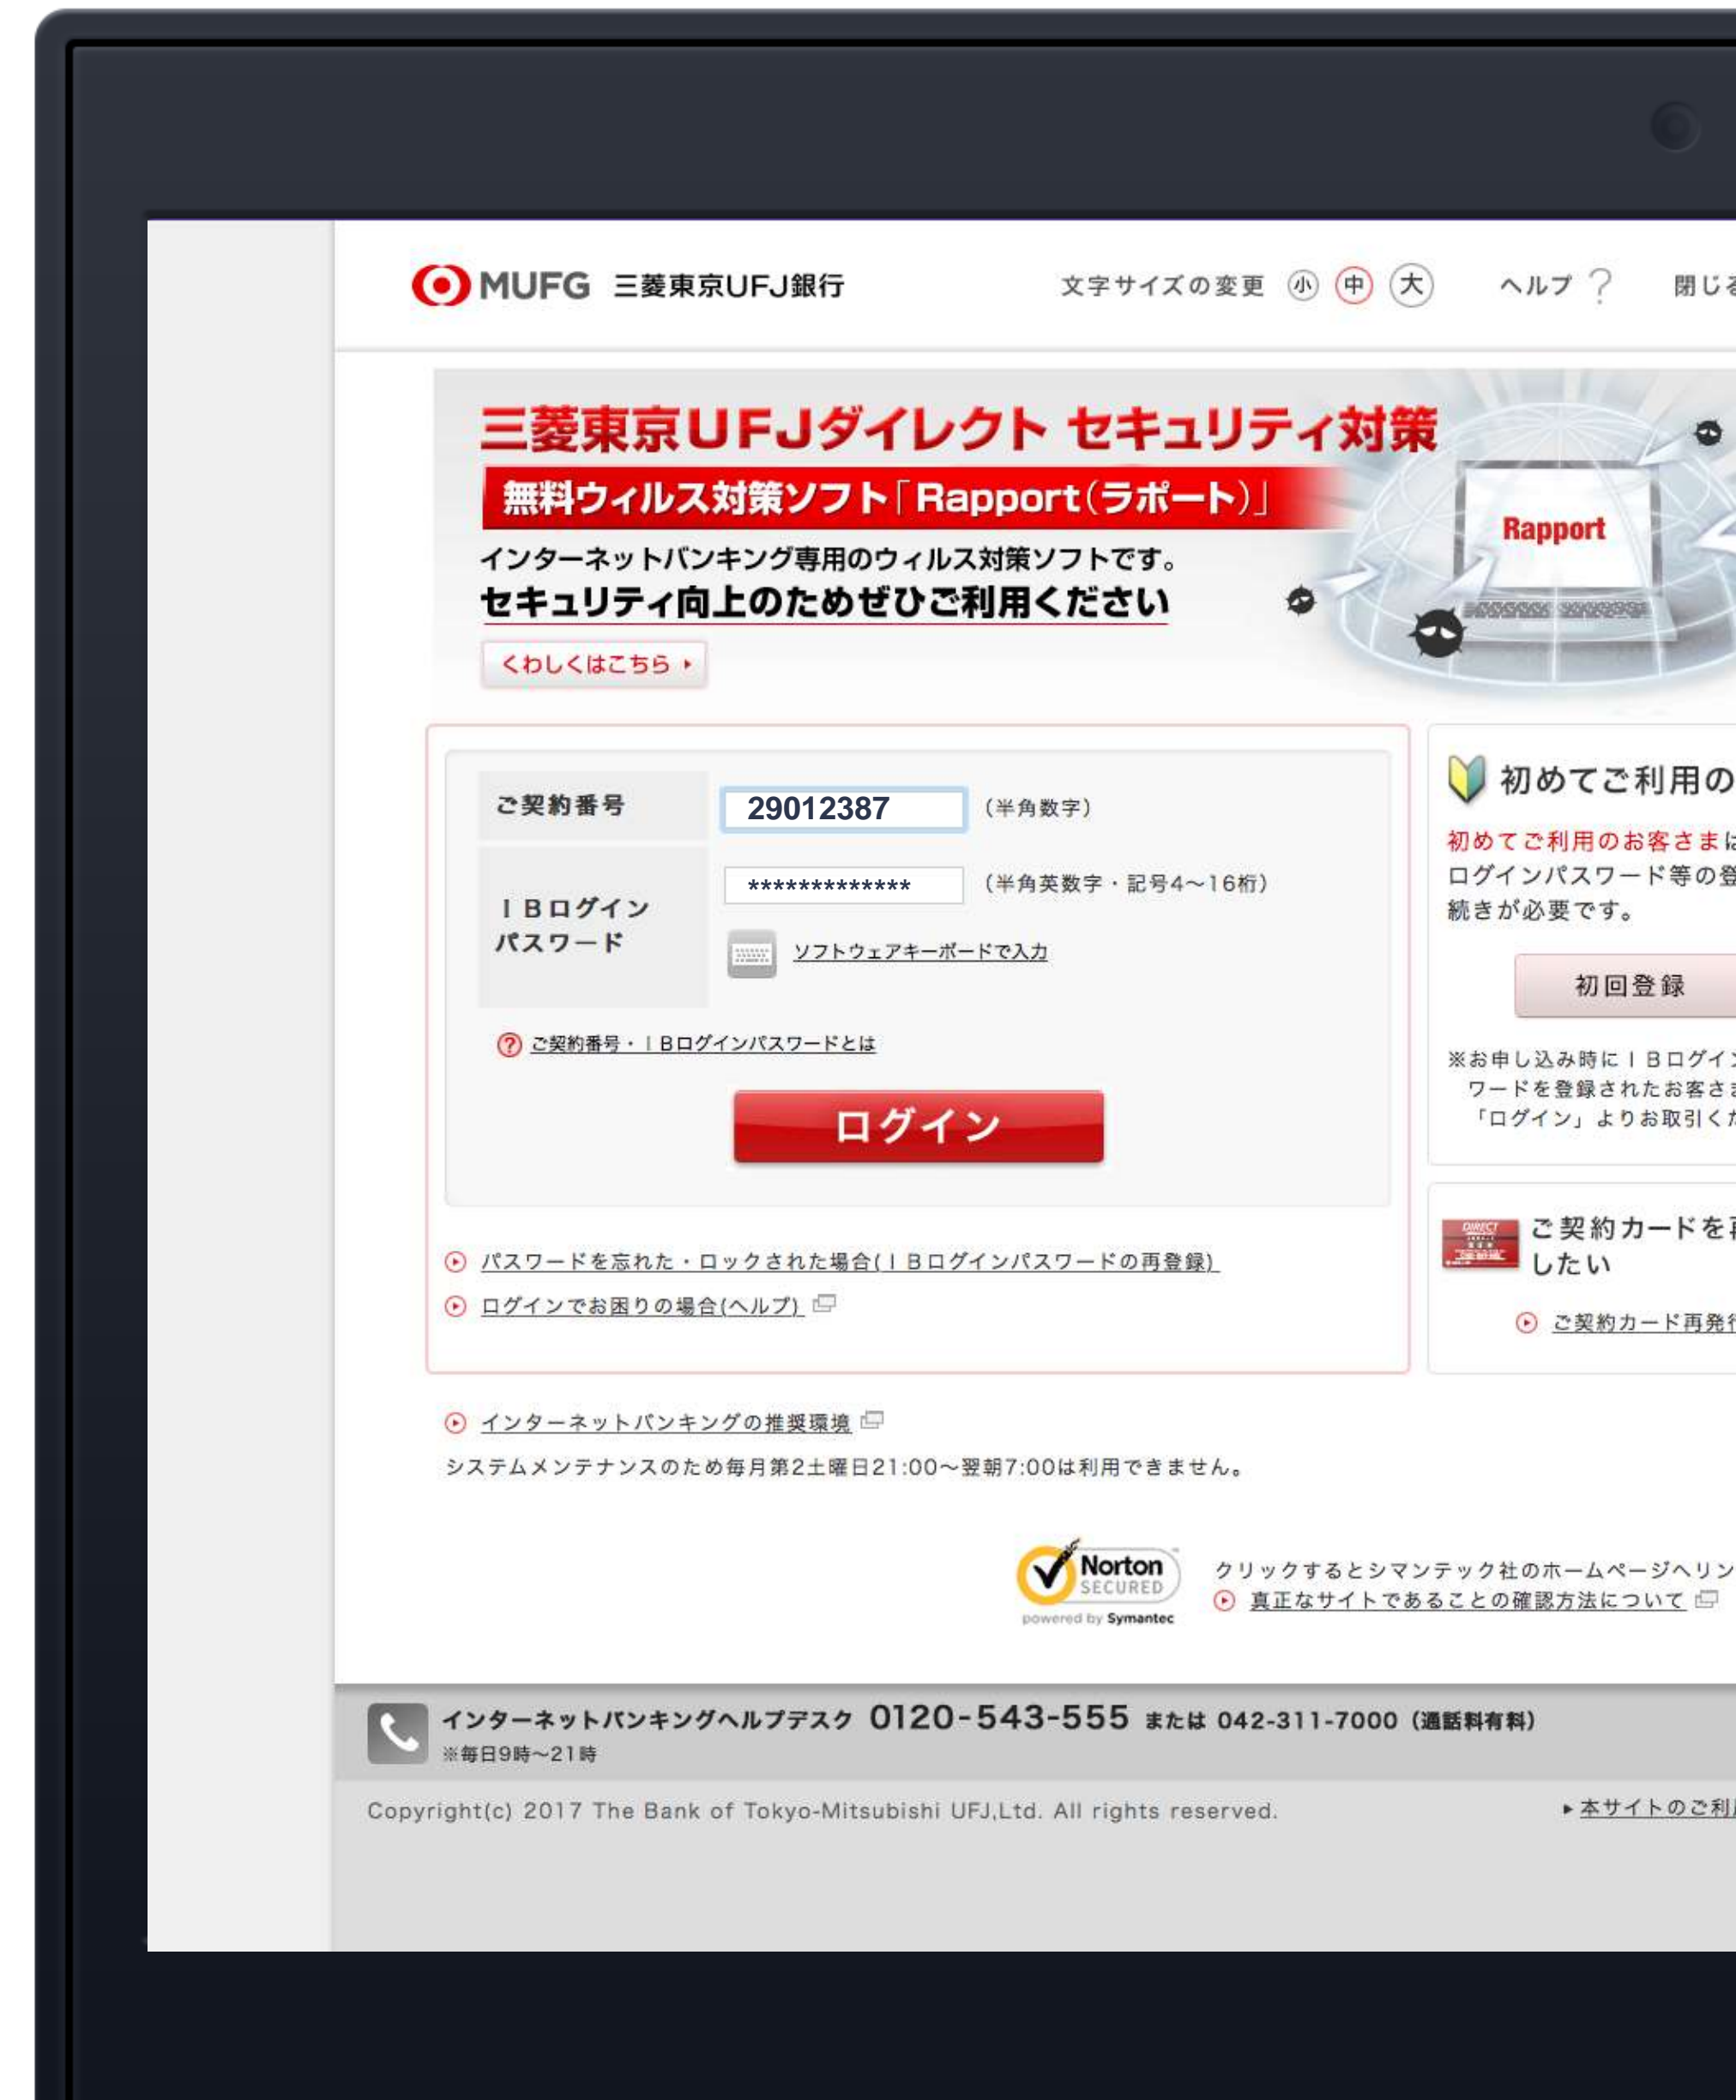 MUFG 三菱東京UFJ銀行 文字サイズの変更 小 中 大 ヘルプ ? 閉じ
三菱東京UFJダイレクト セキュリティ対策
無料ウィルス対策ソフト「Rapport(ラポート)」
インターネットバンキング専用のウィルス対策ソフトです。
セキュリティ向上のためぜひご利用ください
くわしくはこちら
Rapport
ご契約番号 29012387 (半角数字)
IBログイン
パスワード
************* (半角英数字・記号4〜16桁)
ソフトウェアキーボードで入力
? ご契約番号・IBログインパスワードとは
ログイン
パスワードを忘れた・ロックされた場合(IBログインパスワードの再登録)
ログインでお困りの場合(ヘルプ)
初めてご利用の
初めてご利用のお客さまは
ログインパスワード等の登
続きが必要です。
初回登録
※お申し込み時にIBログイン
ワードを登録されたお客さま
「ログイン」よりお取引くだ
DIRECT
ご契約カードを再
したい
ご契約カード再発行
インターネットバンキングの推奨環境
システムメンテナンスのため毎月第2土曜日21:00〜翌朝7:00は利用できません。
Norton
SECURED
powered by Symantec
クリックするとシマンテック社のホームページへリン
真正なサイトであることの確認方法について
インターネットバンキングヘルプデスク 0120-543-555 または 042-311-7000(通話料有料)
※毎日9時〜21時
Copyright(c) 2017 The Bank of Tokyo-Mitsubishi UFJ,Ltd. All rights reserved.
本サイトのご利